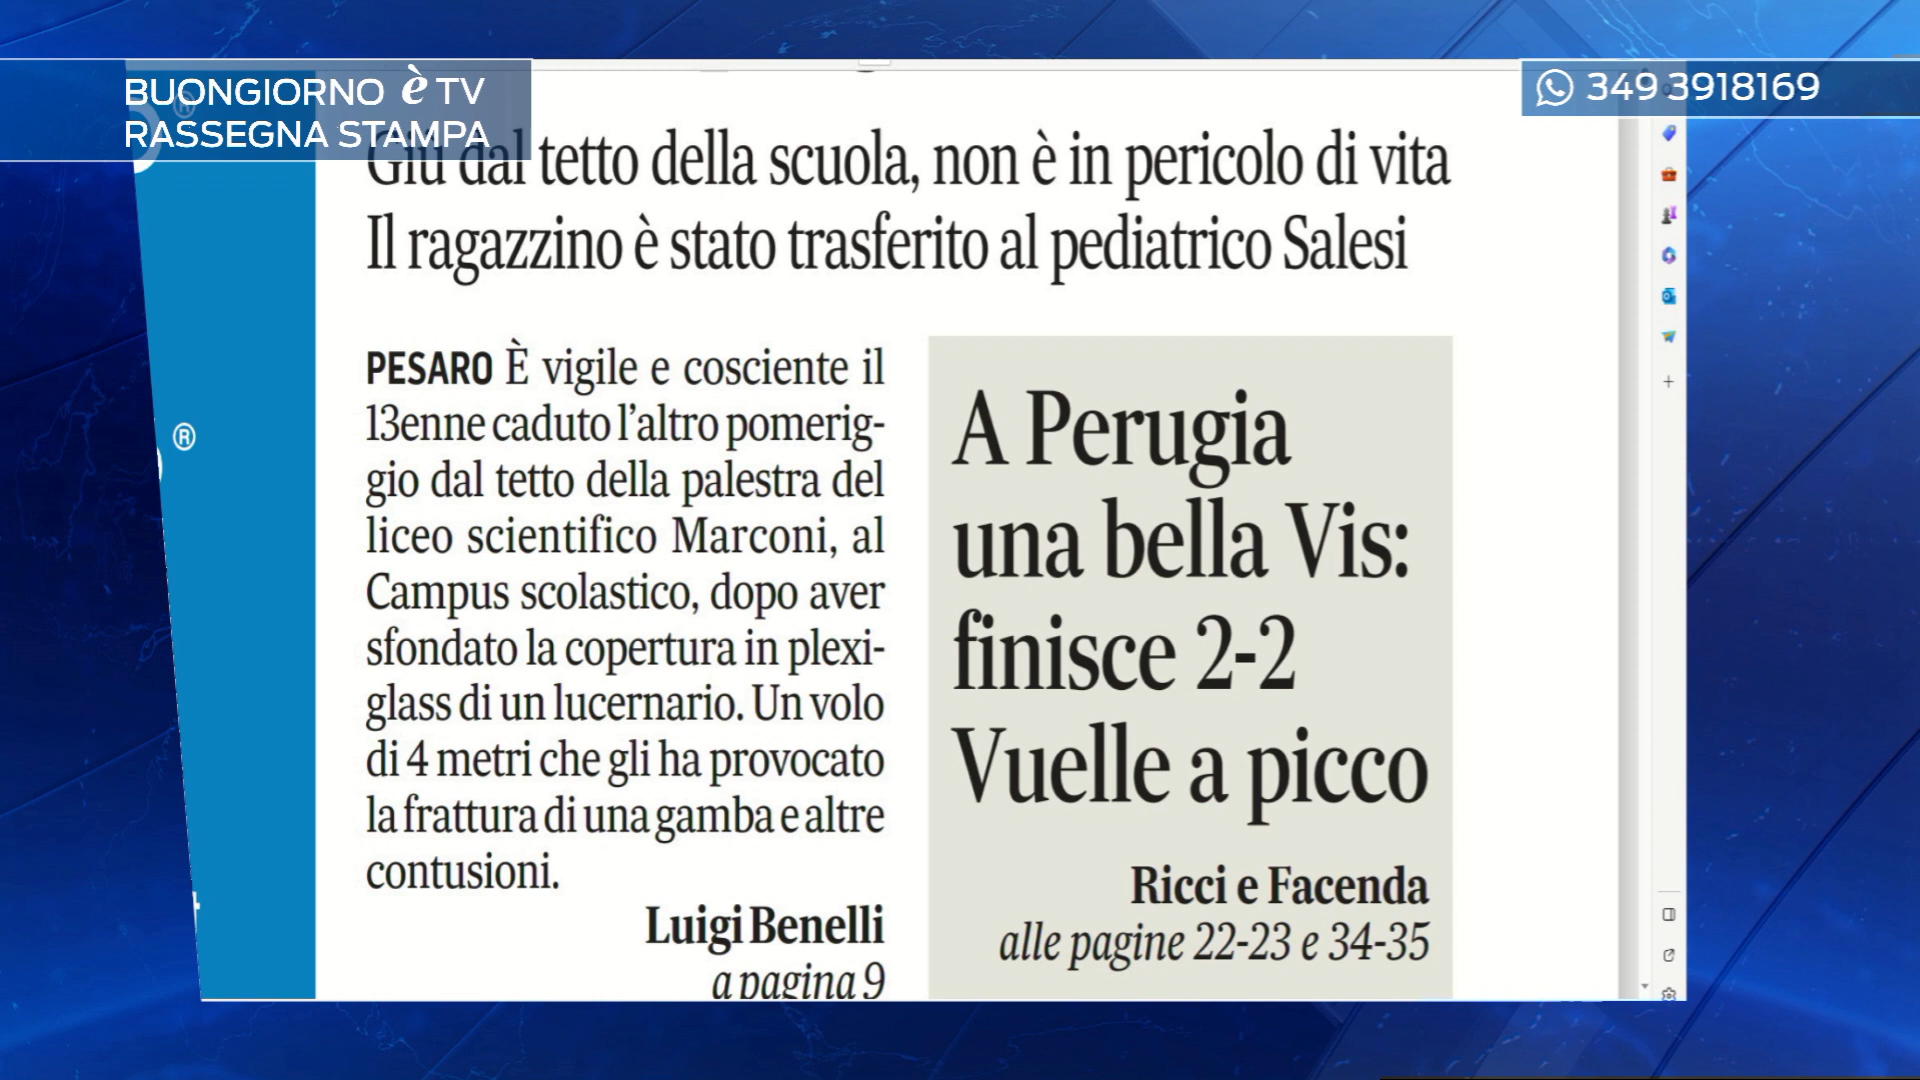 BUONGIORNO è TV
RASSEGNA STAMPA
349 3918169
Giù dal tetto della scuola, non è in pericolo di vita
Il ragazzino è stato trasferito al pediatrico Salesi
PESARO È vigile e cosciente il
13enne caduto l'altro pomerig-
gio dal tetto della palestra del
liceo scientifico Marconi, al
Campus scolastico, dopo aver
sfondato la copertura in plexi-
glass di un lucernario. Un volo
di 4 metri che gli ha provocato
la frattura di una gamba e altre
contusioni.
Luigi Benelli
a pagina 9
A Perugia
una bella Vis:
finisce 2-2
Vuelle a picco
Ricci e Facenda
alle pagine 22-23 e 34-35
®
®